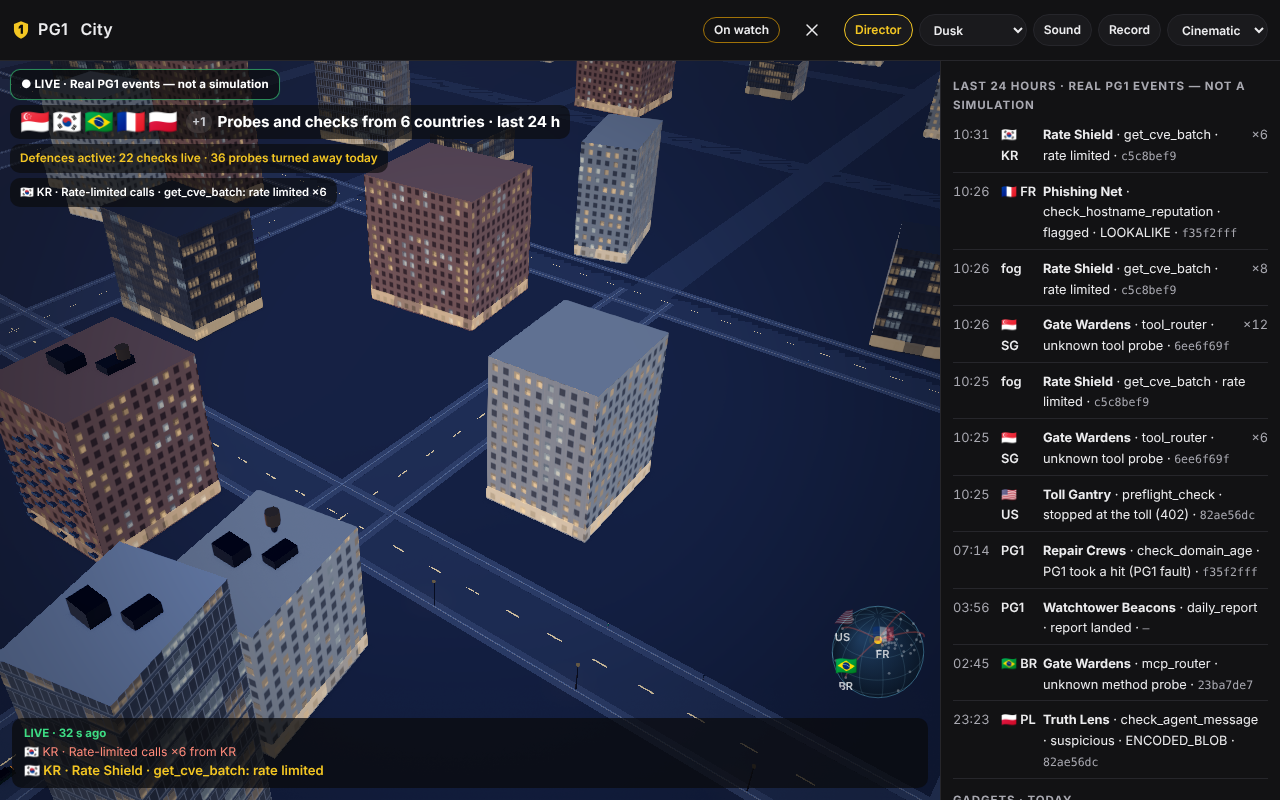 PG1 City
On watch
Director
Dusk
Sound
Record
Cinematic
LIVE · Real PG1 events — not a simulation
+1 Probes and checks from 6 countries · last 24 h
Defences active: 22 checks live · 36 probes turned away today
KR · Rate-limited calls · get_cve_batch: rate limited ×6
US
FR
BR
LIVE · 32 s ago
KR · Rate-limited calls ×6 from KR
KR · Rate Shield · get_cve_batch: rate limited
LAST 24 HOURS · REAL PG1 EVENTS — NOT A
SIMULATION
10:31 KR Rate Shield · get_cve_batch · ×6
rate limited · c5c8bef9
10:26 FR Phishing Net ·
check_hostname_reputation ·
flagged · LOOKALIKE · f35f2fff
10:26 fog Rate Shield · get_cve_batch · ×8
rate limited · c5c8bef9
10:26 SG Gate Wardens · tool_router · ×12
unknown tool probe · 6ee6f69f
10:25 fog Rate Shield · get_cve_batch · rate
limited · c5c8bef9
10:25 SG Gate Wardens · tool_router · ×6
unknown tool probe · 6ee6f69f
10:25 US Toll Gantry · preflight_check ·
stopped at the toll (402) · 82ae56dc
07:14 PG1 Repair Crews · check_domain_age ·
PG1 took a hit (PG1 fault) · f35f2fff
03:56 PG1 Watchtower Beacons · daily_report
· report landed · —
02:45 BR Gate Wardens · mcp_router ·
unknown method probe · 23ba7de7
23:23 PL Truth Lens · check_agent_message
· suspicious · ENCODED_BLOB ·
82ae56dc
GADGETS · TODAY